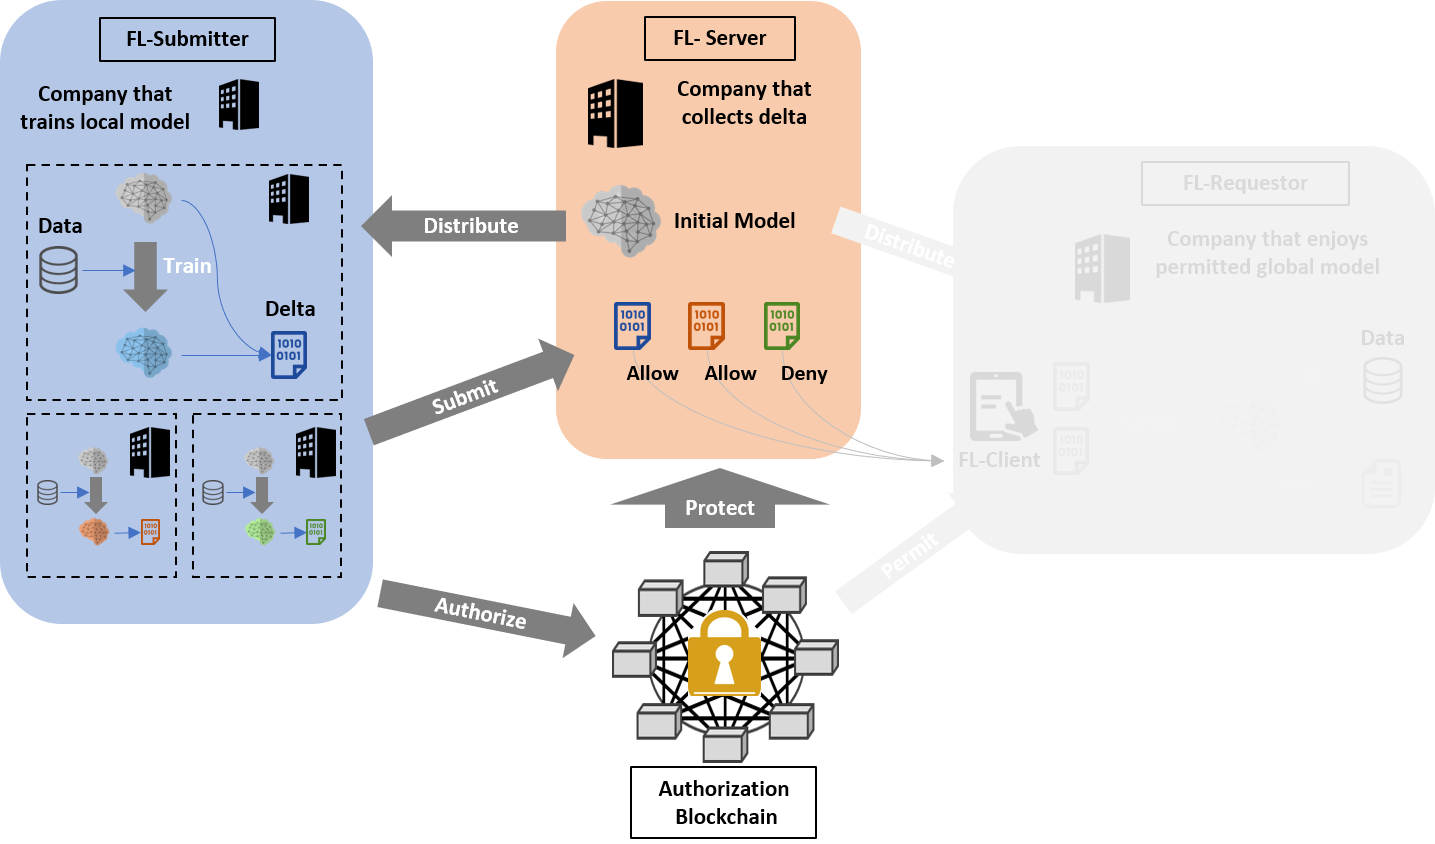 FL-Submitter
Company that
trains local model
Data
Train
Delta
1010
0101
1010
0101
1010
0101
Distribute
Submit
Authorize
FL- Server
Company that
collects delta
Initial Model
1010
0101
1010
0101
1010
0101
Allow
Allow
Deny
Protect
Authorization
Blockchain
Distribute
Permit
FL-Requestor
Company that enjoys
permitted global model
Data
1010
0101
1010
0101
FL-Client